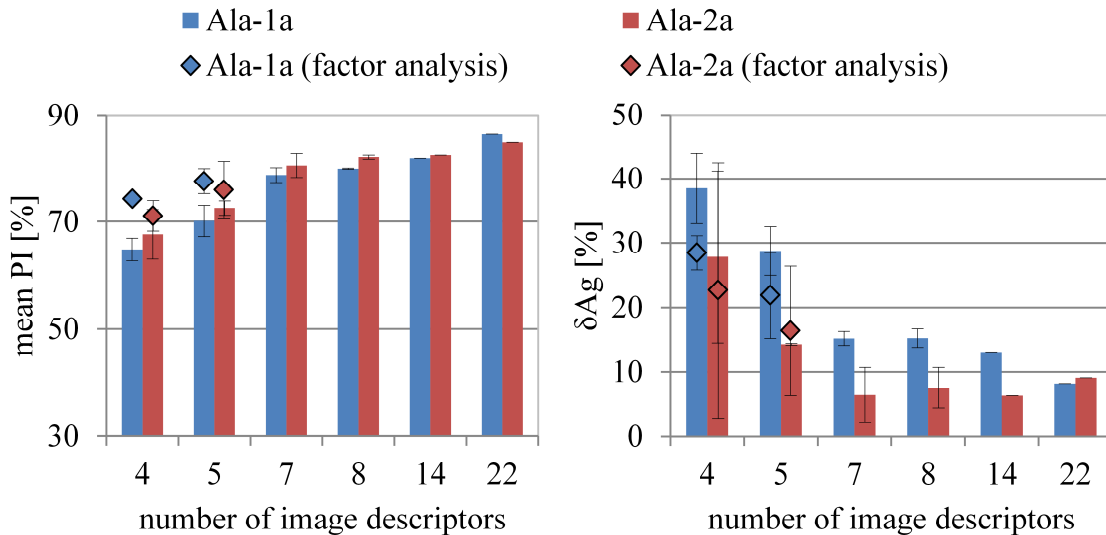 Ala-1a
Ala-2a
Ala-1a (factor analysis)
Ala-2a (factor analysis)
mean PI [%]
90
70
50
30
4 5 7 8 14 22
number of image descriptors
δAg [%]
50
40
30
20
10
0
4 5 7 8 14 22
number of image descriptors